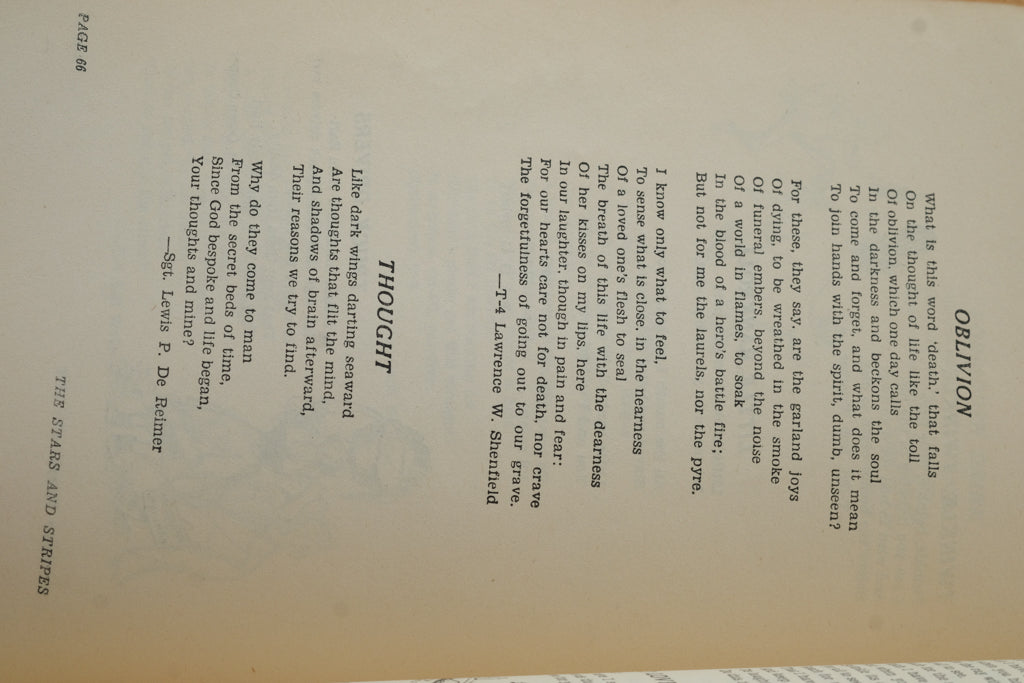 OBLIVION
What is this word 'death,' that falls
On the thought of life like the toll
Of oblivion, which one day calls
In the darkness and beckons the soul
To come and forget, and what does it mean
To join hands with the spirit, dumb, unseen?
For these, they say, are the garland joys
Of dying, to be wreathed in the smoke
Of funeral embers, beyond the noise
Of a world in flames, to soak
In the blood of a hero's battle fire;
But not for me the laurels, nor the pyre.
I know only what to feel,
To sense what is close, in the nearness
Of a loved one's flesh to seal
The breath of this life with the dearness
Of her kisses on my lips, here
In our laughter, though in pain and fear:
For our hearts care not for death, nor crave
The forgetfulness of going out to our grave.
—T-4 Lawrence W. Shenfield
THOUGHT
Like dark wings darting seaward
Are thoughts that flit the mind,
And shadows of brain afterward,
Their reasons we try to find.
Why do they come to man
From the secret beds of time,
Since God bespoke and life began,
Your thoughts and mine?
—Sgt. Lewis P. De Reimer
PAGE 66
THE STARS AND STRIPES